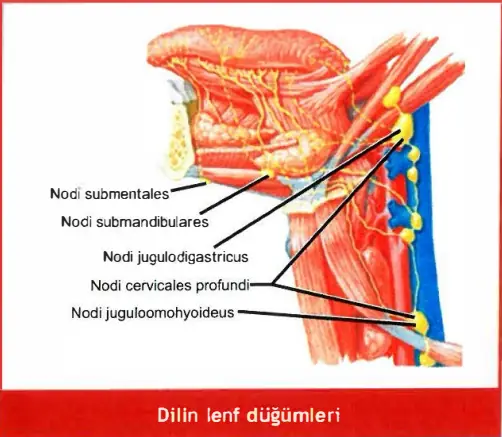 Nodi submentales
Nodi submandibulares
Nodi jugulodigastricus
Nodi cervicales profundi
Nodi juguloomohyoideus
Dilin lenf düğümleri